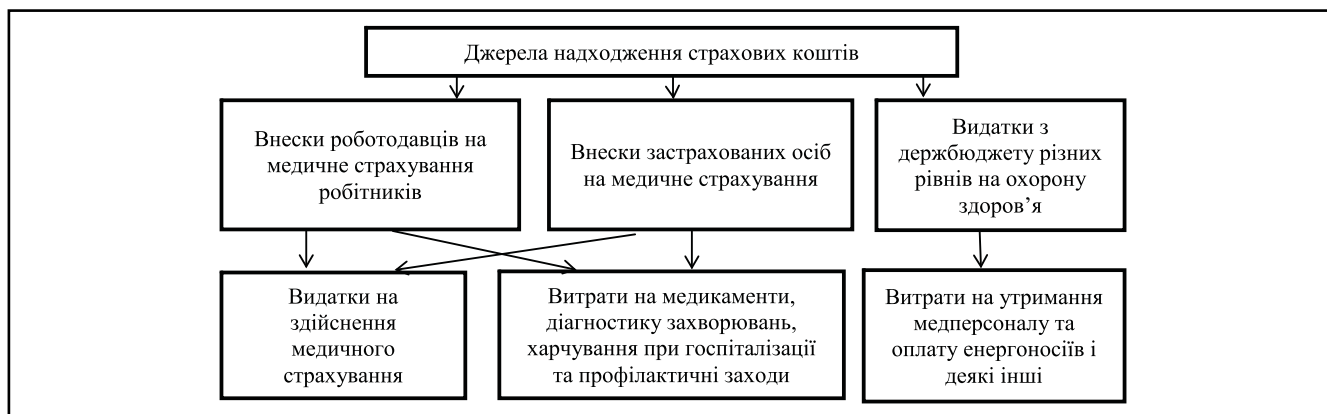 Джерела надходження страхових коштів
Внески роботодавців на
медичне страхування
робітників
Внески застрахованих осіб
на медичне страхування
Видатки з
держбюджету різних
рівнів на охорону
здоров’я
Видатки на
здійснення
медичного
страхування
Витрати на медикаменти,
діагностику захворювань,
харчування при госпіталізації
та профілактичні заходи
Витрати на утримання
медперсоналу та
оплату енергоносіїв і
деякі інші